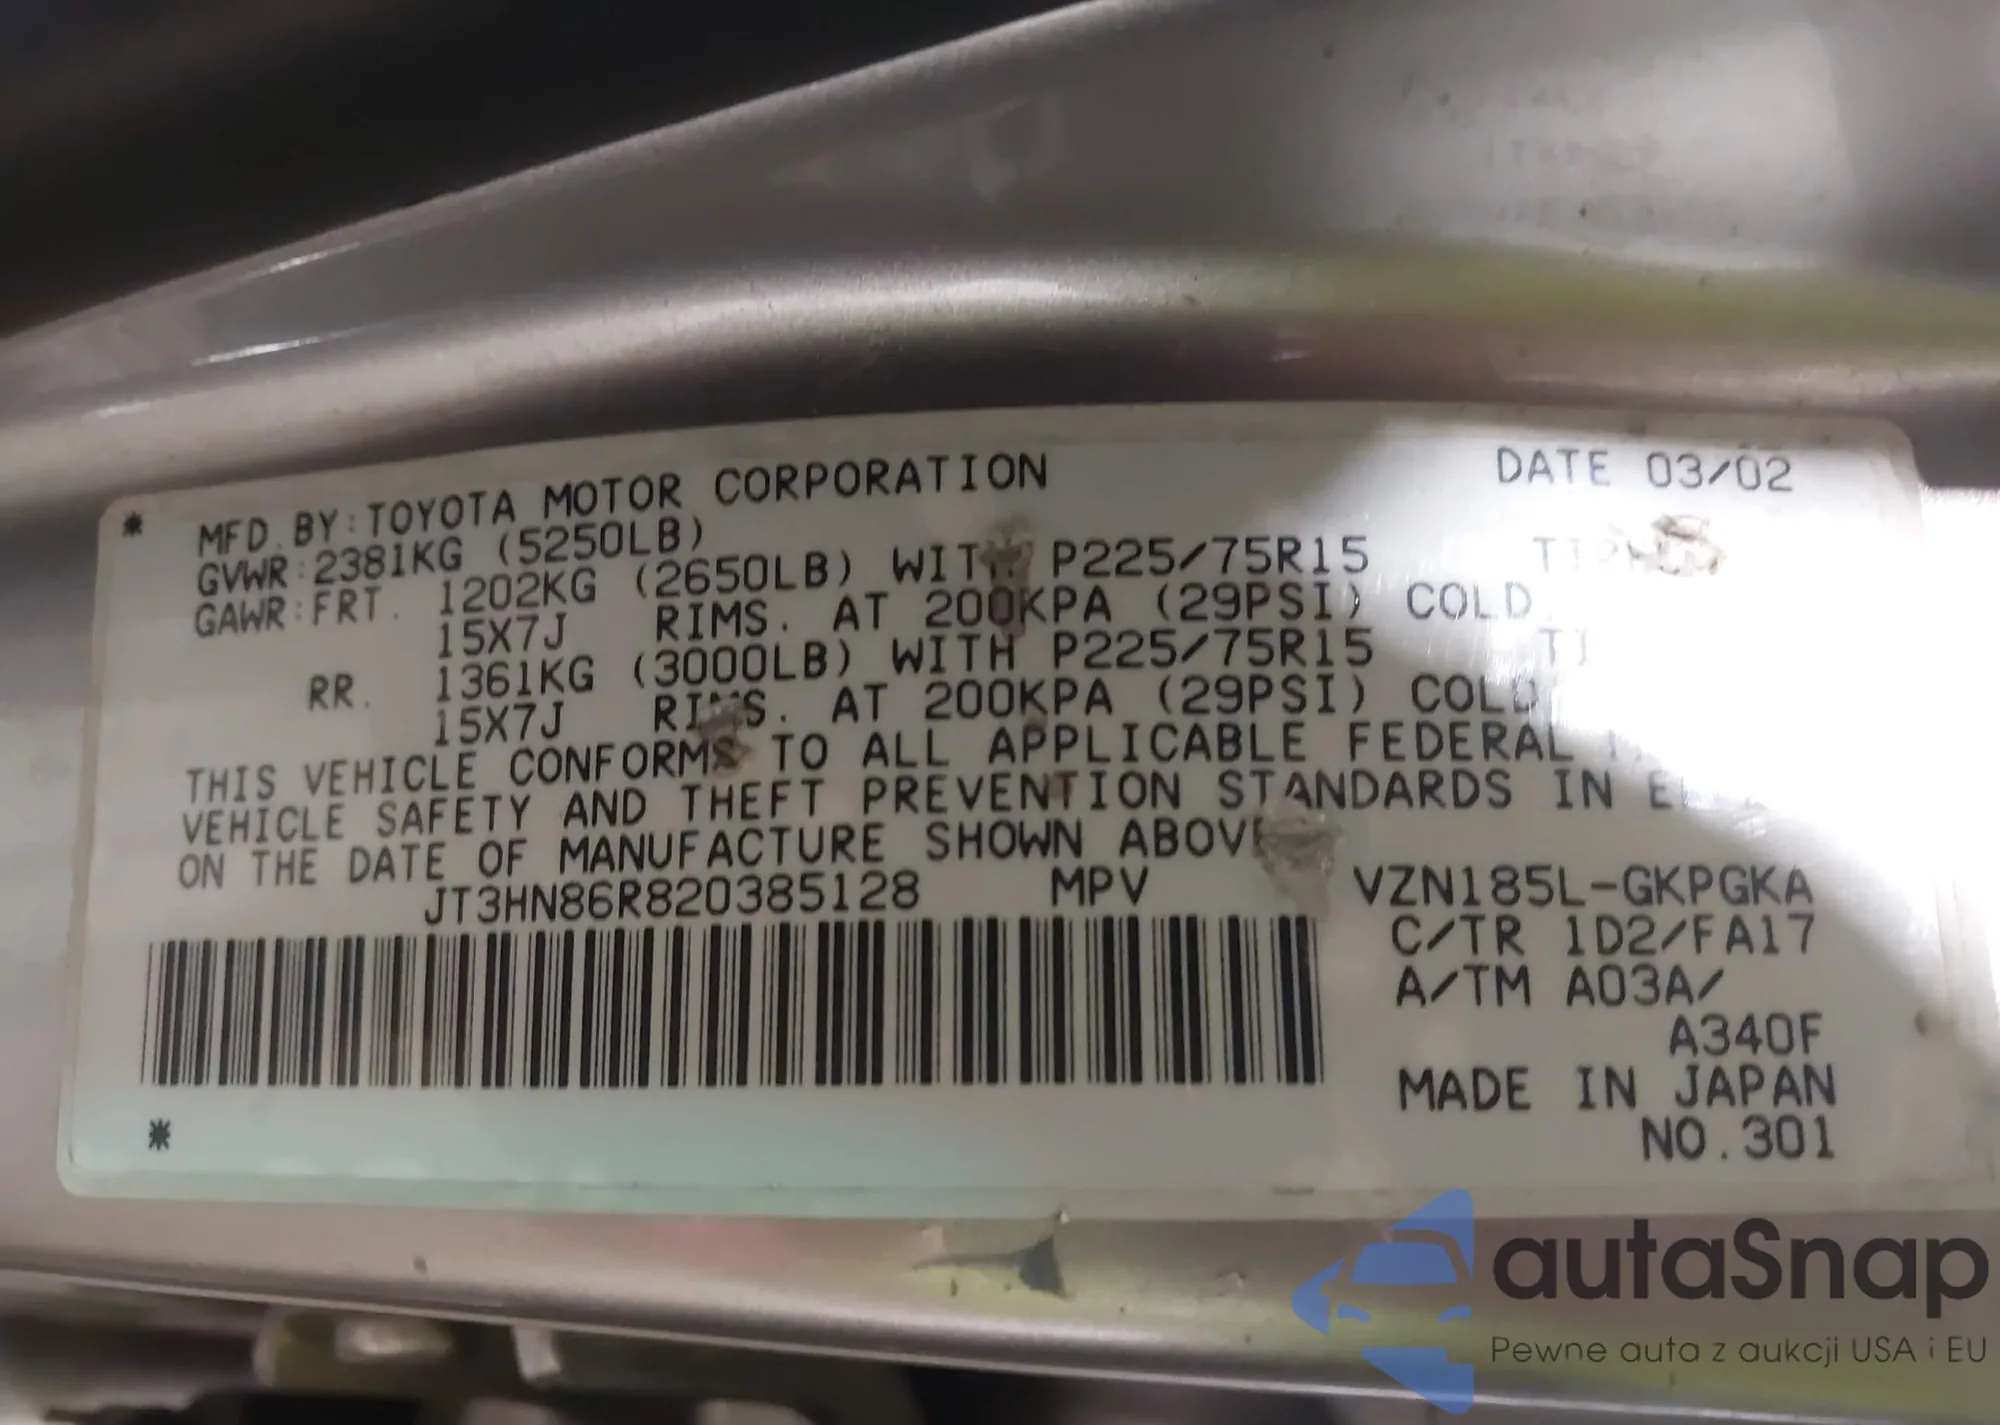 MFD. BY: TOYOTA MOTOR CORPORATION DATE 03/02
GVWR: 2381KG (5250LB)
GAWR: FRT. 1202KG (2650LB) WITH P225/75R15
15X7J RIMS. AT 200KPA (29PSI) COLD.
RR. 1361KG (3000LB) WITH P225/75R15
15X7J RIMS. AT 200KPA (29PSI) COLD
THIS VEHICLE CONFORMS TO ALL APPLICABLE FEDERAL
VEHICLE SAFETY AND THEFT PREVENTION STANDARDS IN
ON THE DATE OF MANUFACTURE SHOWN ABOVE
JT3HN86R820385128 MPV VZN185L-GKPGKA
C/TR 1D2/FA17
A/TM A03A/
A340F
MADE IN JAPAN
NO.301
autaSnap
Pewne auta z aukcji USA i EU